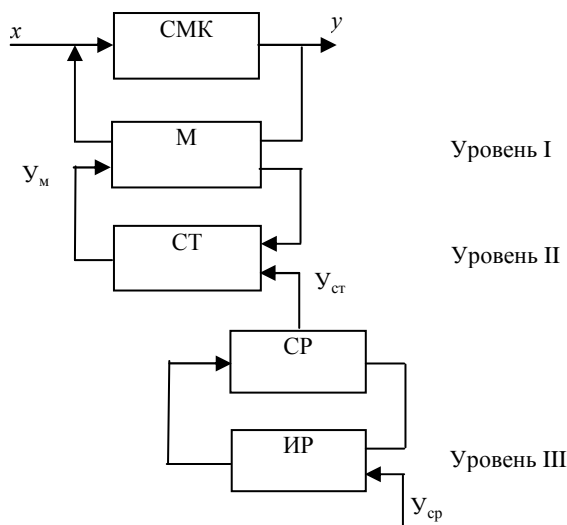 x СМК y
М Уровень I
Ум
СТ Уровень II
Уст
СР
ИР Уровень III
Уср